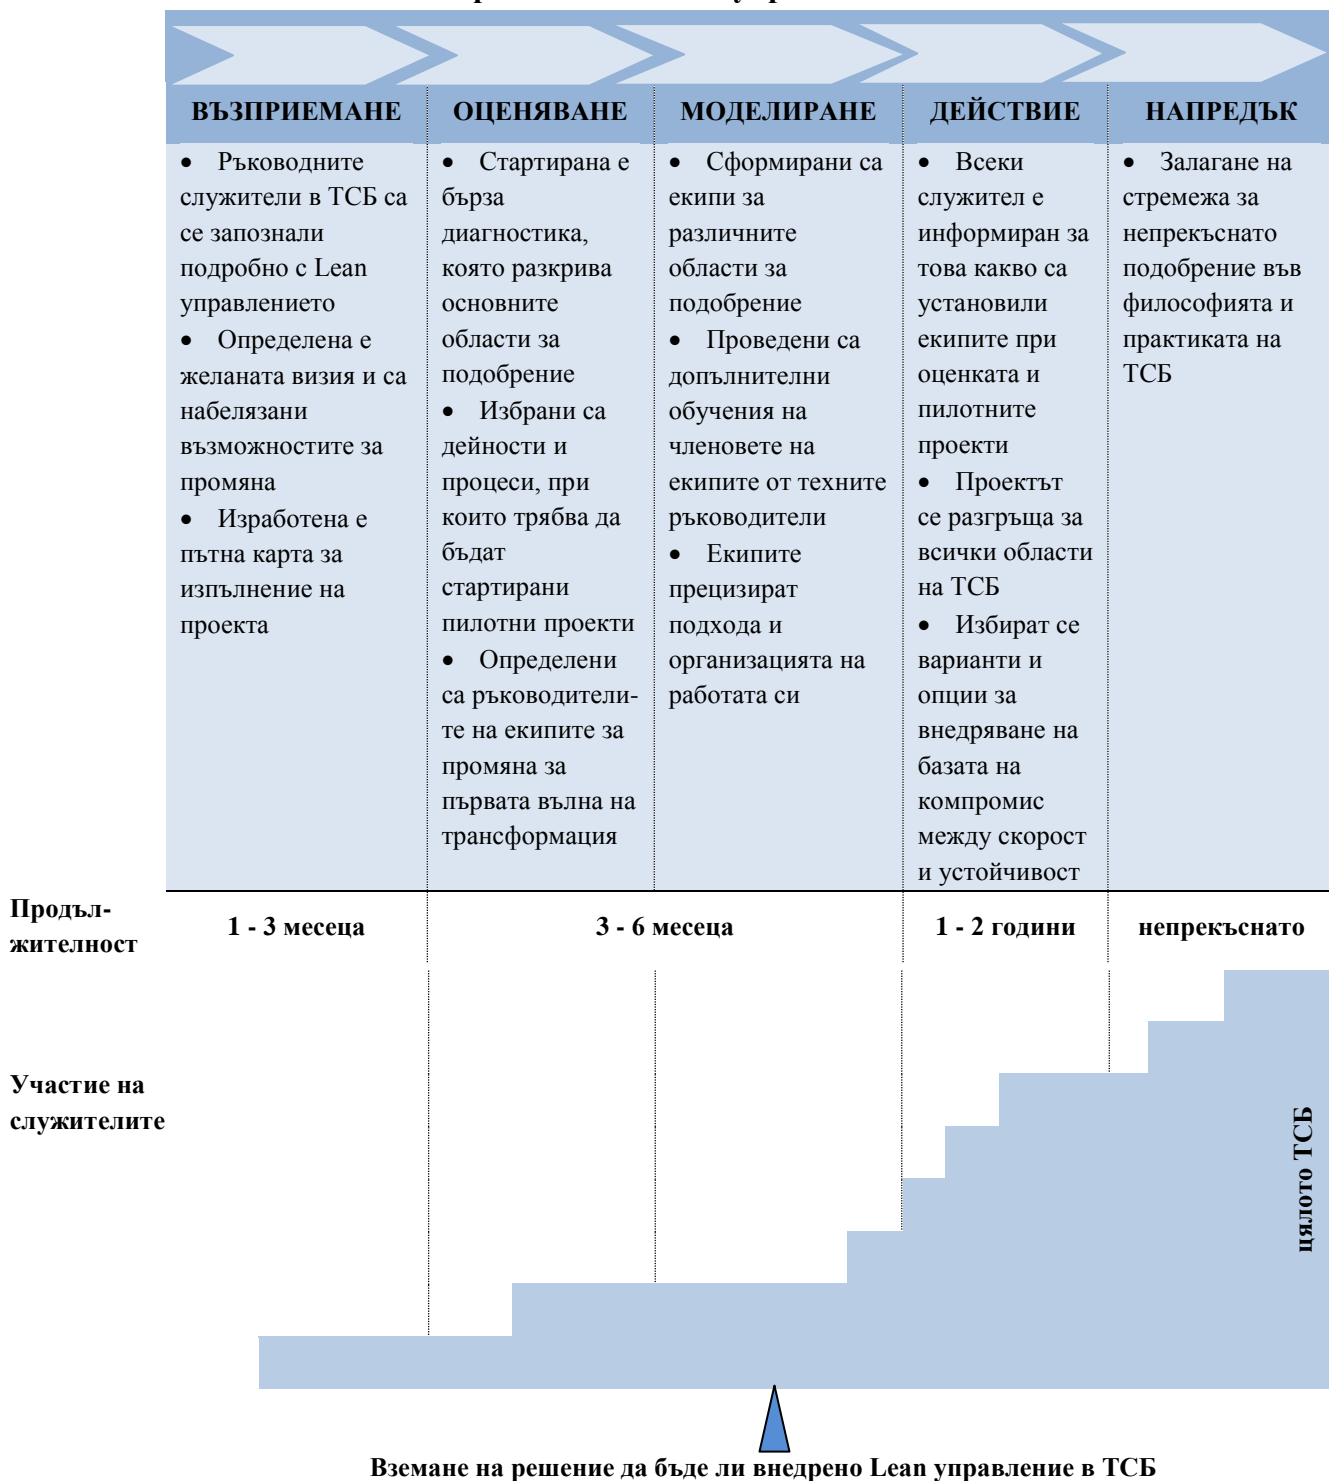 ВЪЗПРИЕМАНЕ
• Ръководните
служители в ТСБ са
се запознали
подробно с Lean
управлението
• Определена е
желаната визия и са
набелязани
възможностите за
промяна
• Изработена е
пътна карта за
изпълнение на
проекта
ОЦЕНЯВАНЕ
• Стартирана е
бърза
диагностика,
която разкрива
основните
области за
подобрение
• Избрани са
дейности и
процеси, при
които трябва да
бъдат
стартирани
пилотни проекти
• Определени
са ръководители-
те на екипите за
промяна за
първата вълна на
трансформация
МОДЕЛИРАНЕ
• Сформирани са
екипи за
различните
области за
подобрение
• Проведени са
допълнителни
обучения на
членовете на
екипите от техните
ръководители
• Екипите
прецизират
подхода и
организацията на
работата си
ДЕЙСТВИЕ
• Всеки
служител е
информиран за
това какво са
установили
екипите при
оценката и
пилотните
проекти
• Проектът
се разгръща за
всички области
на ТСБ
• Избират се
варианти и
опции за
внедряване на
базата на
компромис
между скорост
и устойчивост
НАПРЕДЪК
• Залагане на
стремежа за
непрекъснато
подобрение във
философията и
практиката на
ТСБ
Продъл-
жителност
1 - 3 месеца
3 - 6 месеца
1 - 2 години
непрекъснато
Участие на
служителите
цялото ТСБ
Вземане на решение да бъде ли внедрено Lean управление в ТСБ